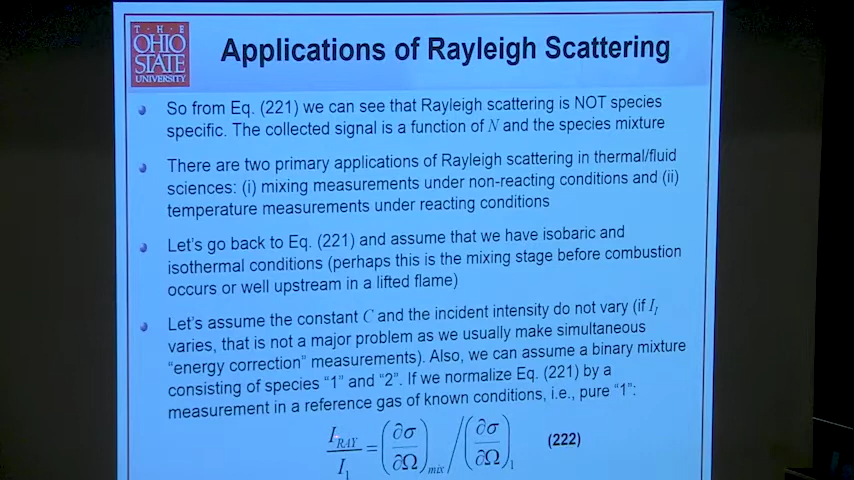 T · H · E
OHIO
STATE
UNIVERSITY
Applications of Rayleigh Scattering
So from Eq. (221) we can see that Rayleigh scattering is NOT species
specific. The collected signal is a function of N and the species mixture
There are two primary applications of Rayleigh scattering in thermal/fluid
sciences: (i) mixing measurements under non-reacting conditions and (ii)
temperature measurements under reacting conditions
Let's go back to Eq. (221) and assume that we have isobaric and
isothermal conditions (perhaps this is the mixing stage before combustion
occurs or well upstream in a lifted flame)
Let's assume the constant C and the incident intensity do not vary (if I_I
varies, that is not a major problem as we usually make simultaneous
"energy correction" measurements). Also, we can assume a binary mixture
consisting of species "1" and "2". If we normalize Eq. (221) by a
measurement in a reference gas of known conditions, i.e., pure "1":
I_RAY / I_1 = (∂σ/∂Ω)_mix / (∂σ/∂Ω)_1 (222)